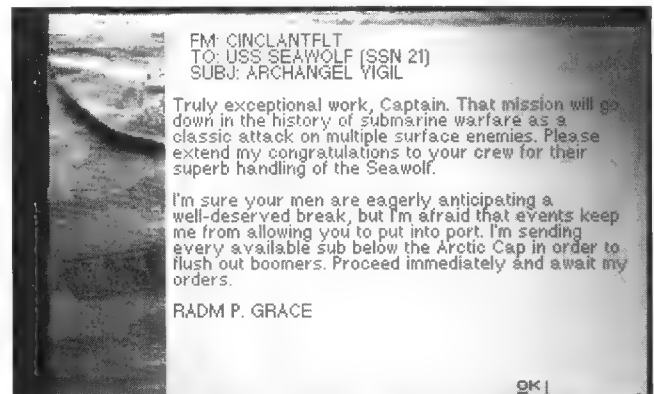 FM: CINCLANTFLT
TO: USS SEAWOLF (SSN 21)
SUBJ: ARCHANGEL VIGIL
Truly exceptional work, Captain. That mission will go
down in the history of submarine warfare as a
classic attack on multiple surface enemies. Please
extend my congratulations to your crew for their
superb handling of the Seawolf.
I'm sure your men are eagerly anticipating a
well-deserved break, but I'm afraid that events keep
me from allowing you to put into port. I'm sending
every available sub below the Arctic Cap in order to
flush out boomers. Proceed immediately and await my
orders.
RADM P. GRACE
OK